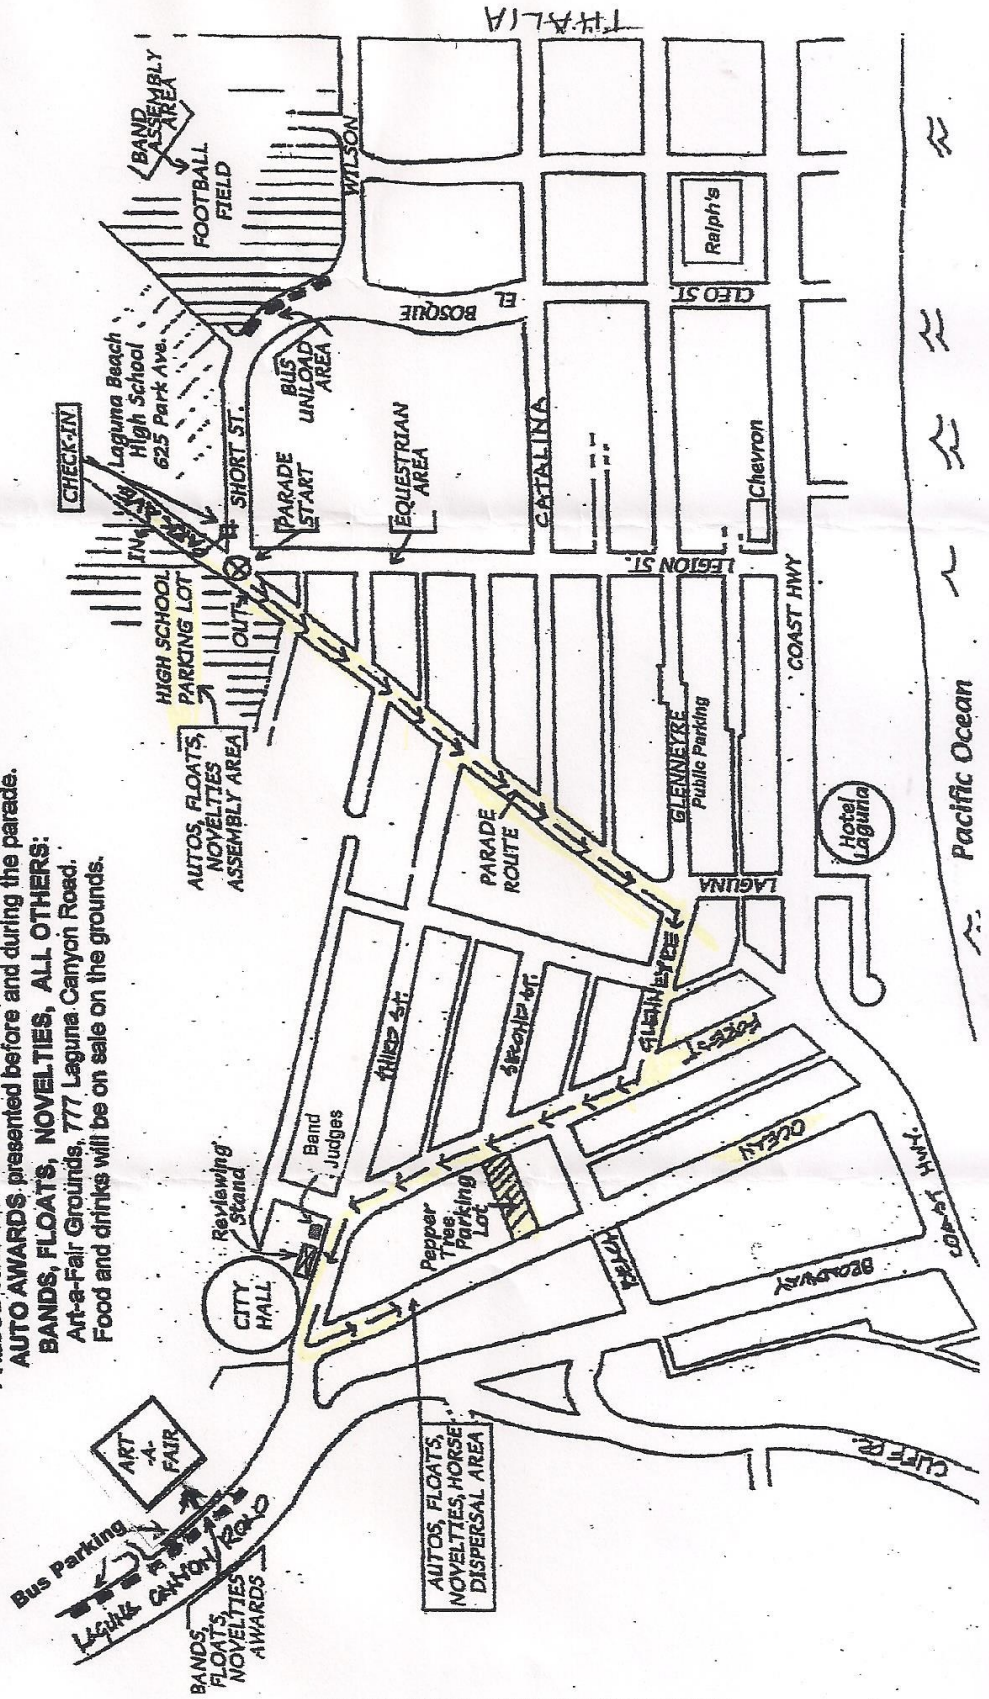 AUTO AWARDS presented before and during the parade.
BANDS, FLOATS, NOVELTIES, ALL OTHERS:
Art-a-Fair Grounds, 777 Laguna Canyon Road.
Food and drinks will be on sale on the grounds.
Bus Parking
LAGUNA CANYON ROAD
ART
-A-
FAIR
BANDS,
FLOATS,
NOVELTIES
AWARDS
CITY
HALL
Reviewing
Stand
Band
Judges
AUTOS, FLOATS,
NOVELTIES, HORSE
DISPERSAL AREA
Pepper
Tree
Parking
Lot
THIRD ST.
SECOND ST.
GLENNEYRE
FOREST
OCEAN
BEACH
BROADWAY
CLIFF DR.
COAST HWY.
PARADE
ROUTE
AUTOS, FLOATS,
NOVELTIES
ASSEMBLY AREA
HIGH SCHOOL
PARKING LOT
IN
OUT
PARK AVE
CHECK-IN
Laguna Beach
High School
625 Park Ave.
SHORT ST.
PARADE
START
EQUESTRIAN
AREA
BUS
UNLOAD
AREA
BAND
ASSEMBLY
AREA
FOOTBALL
FIELD
WILSON
EL
BOSQUE
CATALINA
LEGION ST.
CLEO ST.
THALIA
Ralph's
Chevron
GLENNEYRE
Public Parking
LAGUNA
COAST HWY
Hotel
Laguna
Pacific Ocean